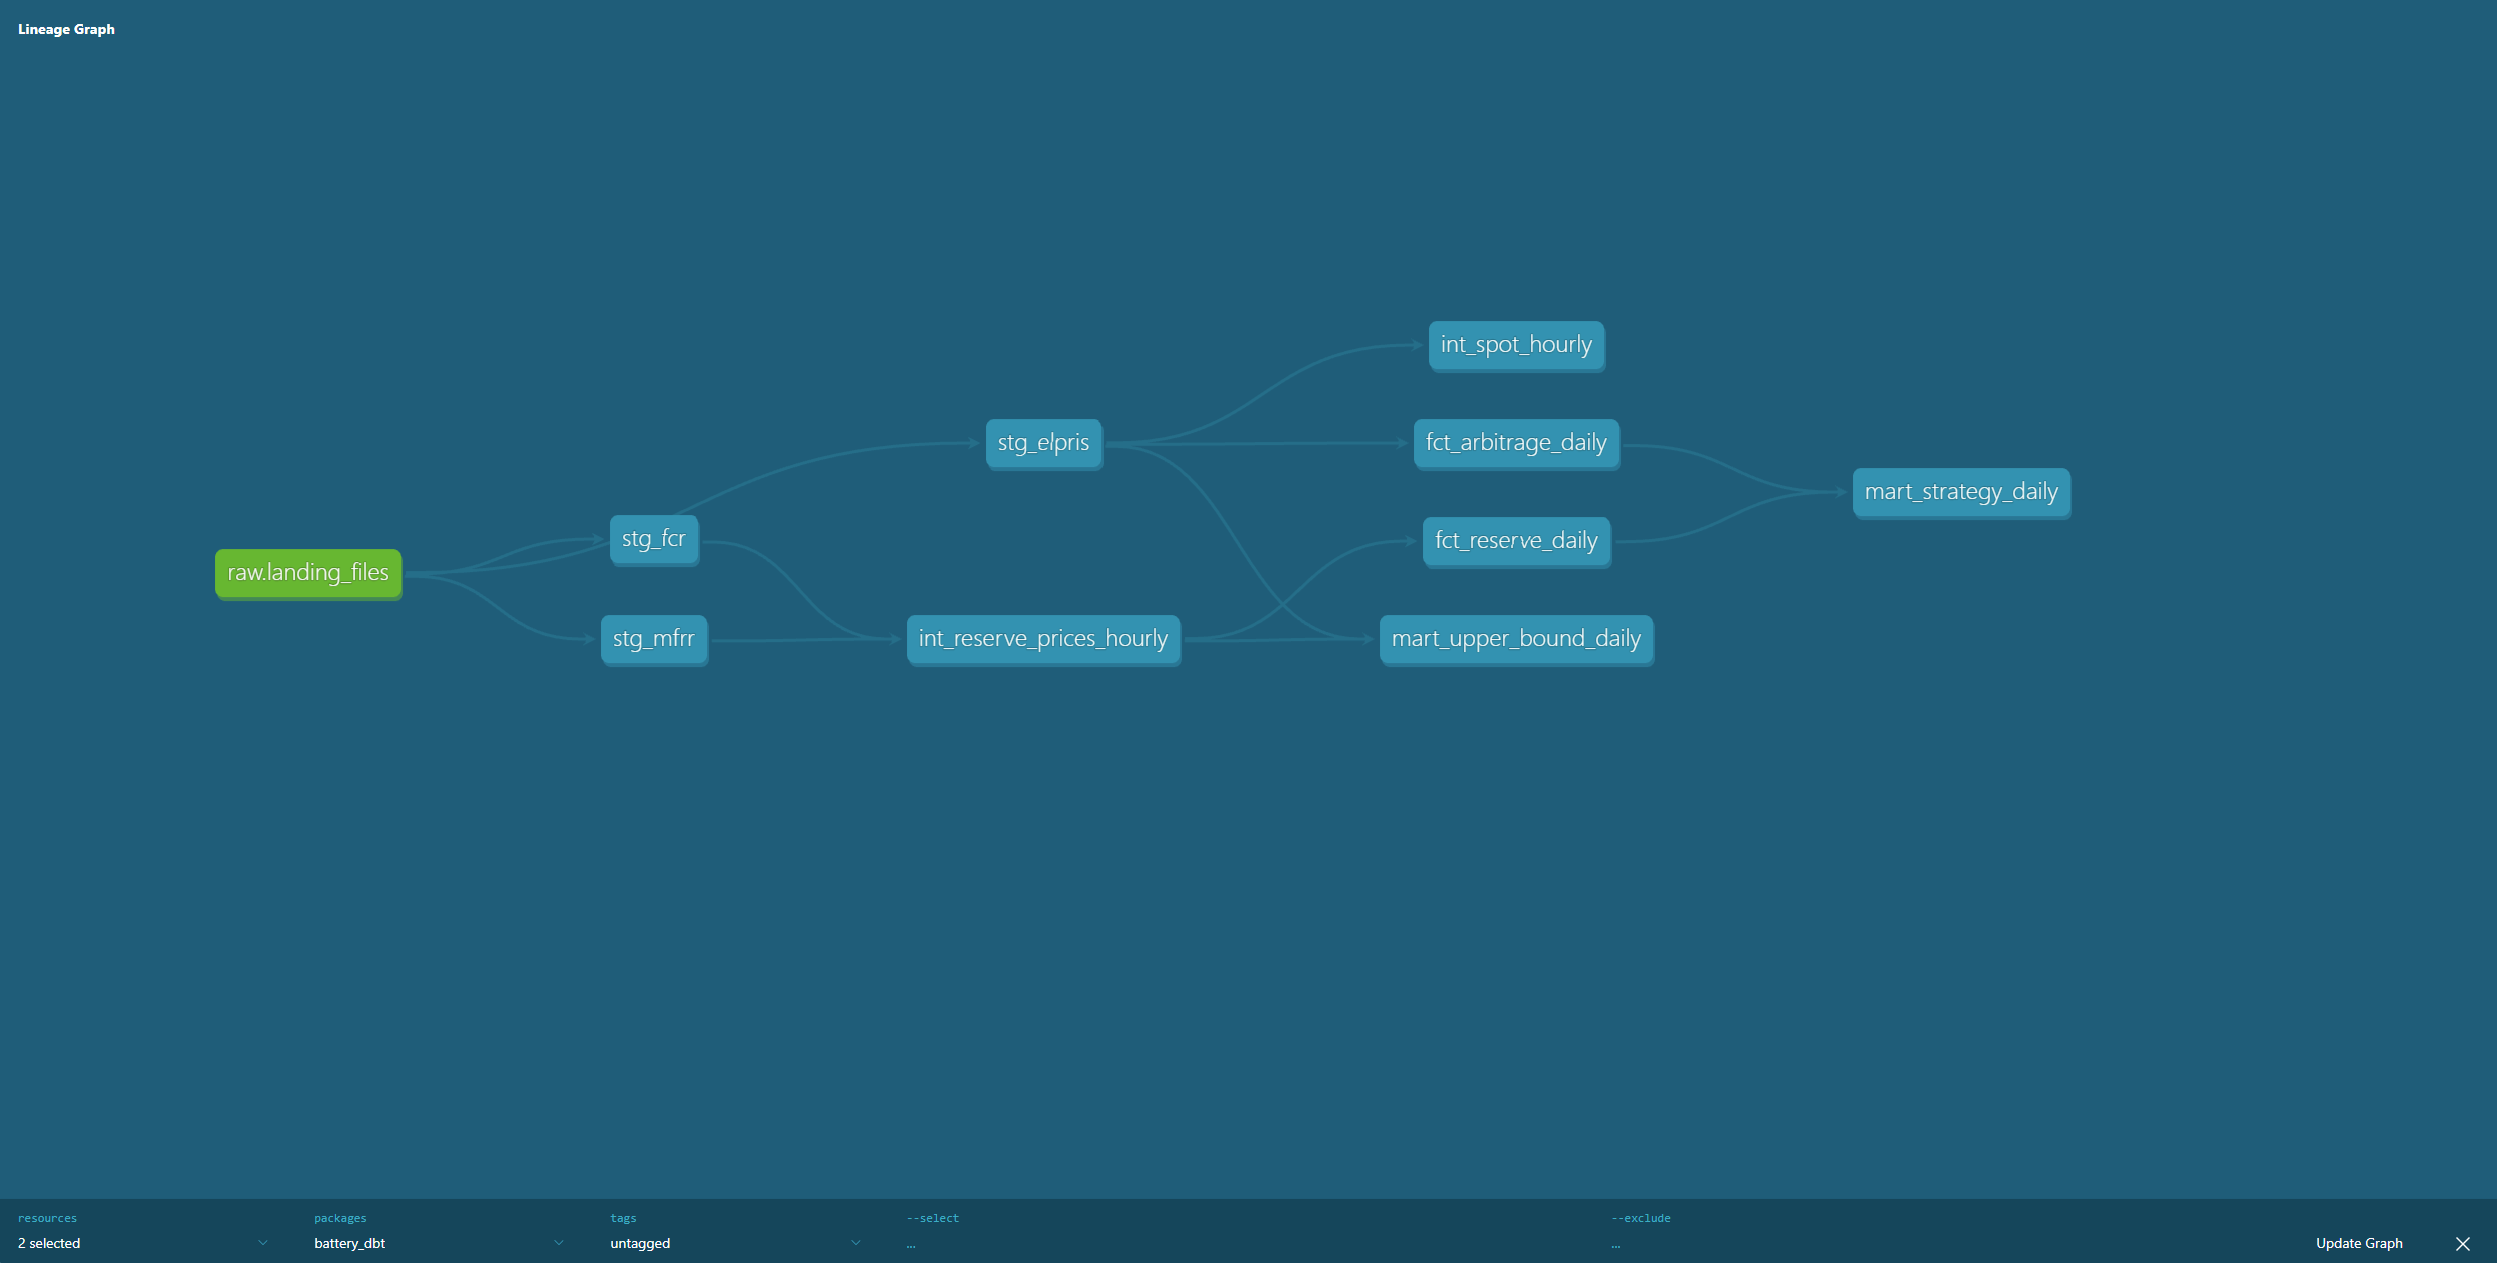 Lineage Graph
int_spot_hourly
stg_elpris
fct_arbitrage_daily
mart_strategy_daily
stg_fcr
fct_reserve_daily
raw.landing_files
stg_mfrr
int_reserve_prices_hourly
mart_upper_bound_daily
resources
packages
tags
--select
--exclude
2 selected
battery_dbt
untagged
...
...
Update Graph